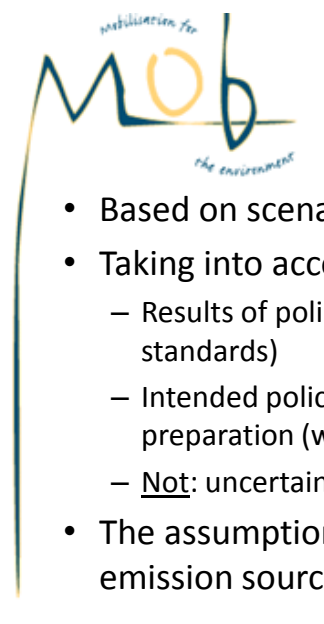 mobilisation for
Mob
the environment
• Based on scena
• Taking into acco
– Results of poli
standards)
– Intended polic
preparation (w
– Not: uncertain
• The assumption
emission sourc